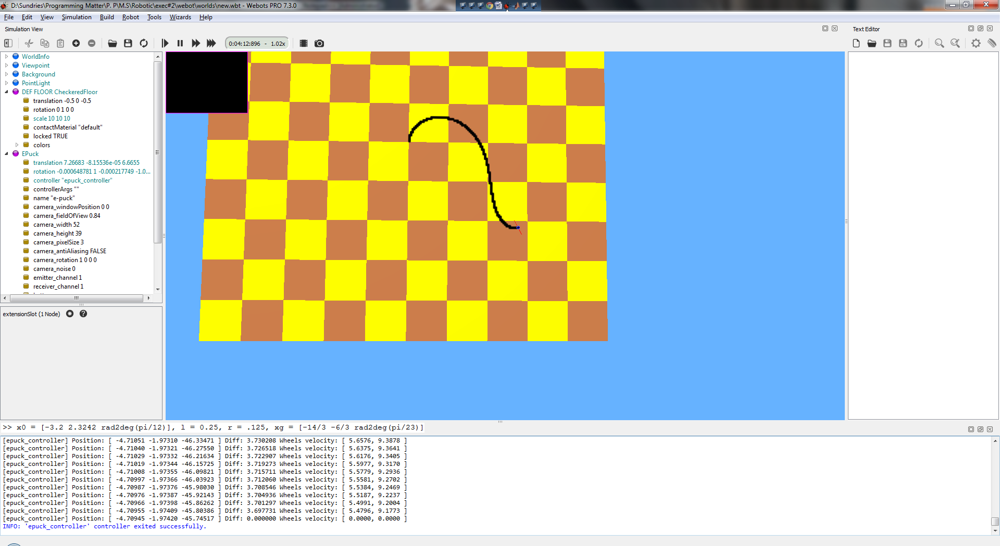 D:\Sundries\Programming Matter\P. P\M.S\Robotic\exec#2\webot\worlds\new.wbt - Webots PRO 7.3.0
File Edit View Simulation Build Robot Tools Wizards Help
Simulation View
Text Editor
0:04:12:896 - 1.02x
WorldInfo
Viewpoint
Background
PointLight
DEF FLOOR CheckeredFloor
translation -0.5 0 -0.5
rotation 0 1 0 0
scale 10 10 10
contactMaterial "default"
locked TRUE
colors
EPuck
translation 7.26683 -8.15536e-05 6.6655
rotation -0.000648781 1 -0.000217749 -1.0...
controller "epuck_controller"
controllerArgs ""
name "e-puck"
camera_windowPosition 0 0
camera_fieldOfView 0.84
camera_width 52
camera_height 39
camera_pixelSize 3
camera_antiAliasing FALSE
camera_rotation 1 0 0 0
camera_noise 0
emitter_channel 1
receiver_channel 1
extensionSlot (1 Node)
>> x0 = [-3.2 2.3242 rad2deg(pi/12)], l = 0.25, r = .125, xg = [-14/3 -6/3 rad2deg(pi/23)]
[epuck_controller] Position: [ -4.71051 -1.97310 -46.33471 ] Diff: 3.730208 Wheels velocity: [ 5.6576, 9.3878 ]
[epuck_controller] Position: [ -4.71040 -1.97321 -46.27550 ] Diff: 3.726518 Wheels velocity: [ 5.6375, 9.3641 ]
[epuck_controller] Position: [ -4.71029 -1.97332 -46.21634 ] Diff: 3.722907 Wheels velocity: [ 5.6176, 9.3405 ]
[epuck_controller] Position: [ -4.71019 -1.97344 -46.15725 ] Diff: 3.719273 Wheels velocity: [ 5.5977, 9.3170 ]
[epuck_controller] Position: [ -4.71008 -1.97355 -46.09821 ] Diff: 3.715711 Wheels velocity: [ 5.5779, 9.2936 ]
[epuck_controller] Position: [ -4.70997 -1.97366 -46.03923 ] Diff: 3.712060 Wheels velocity: [ 5.5581, 9.2702 ]
[epuck_controller] Position: [ -4.70987 -1.97376 -45.98030 ] Diff: 3.708546 Wheels velocity: [ 5.5384, 9.2469 ]
[epuck_controller] Position: [ -4.70976 -1.97387 -45.92143 ] Diff: 3.704936 Wheels velocity: [ 5.5187, 9.2237 ]
[epuck_controller] Position: [ -4.70966 -1.97398 -45.86262 ] Diff: 3.701297 Wheels velocity: [ 5.4991, 9.2004 ]
[epuck_controller] Position: [ -4.70955 -1.97409 -45.80386 ] Diff: 3.697731 Wheels velocity: [ 5.4796, 9.1773 ]
[epuck_controller] Position: [ -4.70945 -1.97420 -45.74517 ] Diff: 0.000000 Wheels velocity: [ 0.0000, 0.0000 ]
INFO: 'epuck_controller' controller exited successfully.